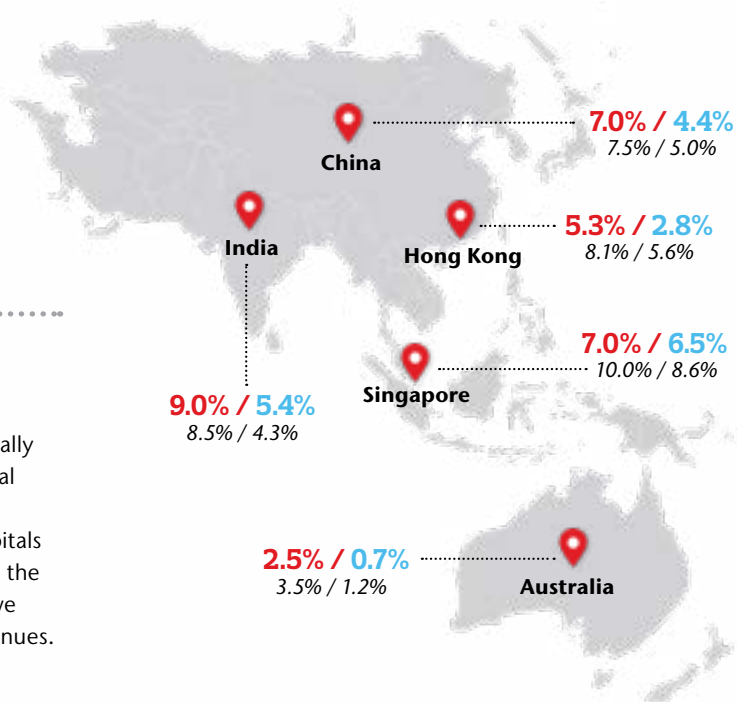 7.0% / 4.4%
7.5% / 5.0%
China
5.3% / 2.8%
8.1% / 5.6%
India
Hong Kong
7.0% / 6.5%
10.0% / 8.6%
Singapore
9.0% / 5.4%
8.5% / 4.3%
2.5% / 0.7%
3.5% / 1.2%
Australia
ally
al
pitals
the
ve
nues.